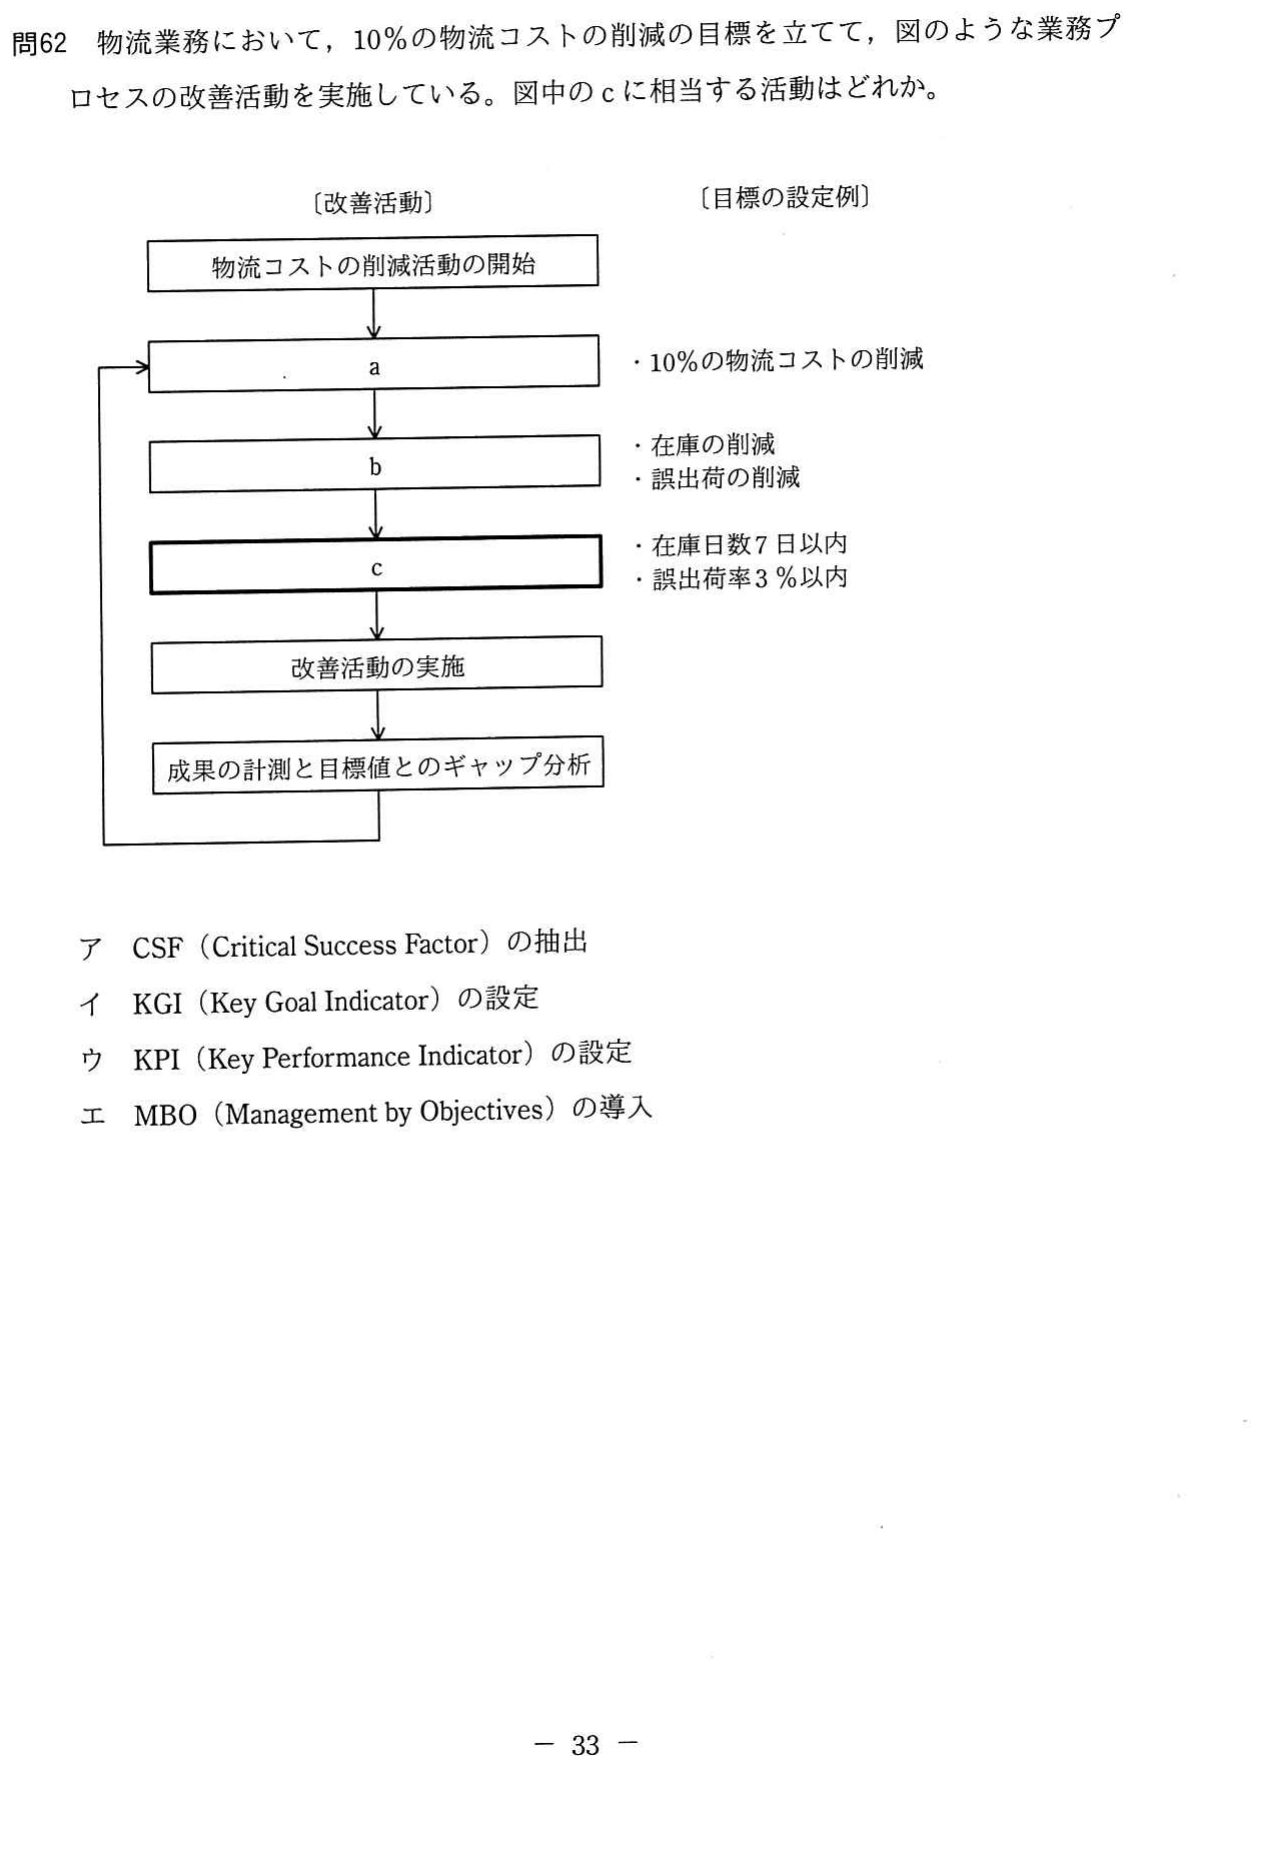 問62 物流業務において，10％の物流コストの削減の目標を立てて，図のような業務プ
ロセスの改善活動を実施している。図中の c に相当する活動はどれか。
〔改善活動〕 〔目標の設定例〕
物流コストの削減活動の開始
a ・10％の物流コストの削減
b ・在庫の削減
・誤出荷の削減
c ・在庫日数7 日以内
・誤出荷率3 ％以内
改善活動の実施
成果の計測と目標値とのギャップ分析
ア CSF（Critical Success Factor）の抽出
イ KGI（Key Goal Indicator）の設定
ウ KPI（Key Performance Indicator）の設定
エ MBO（Management by Objectives）の導入
－ 33 －